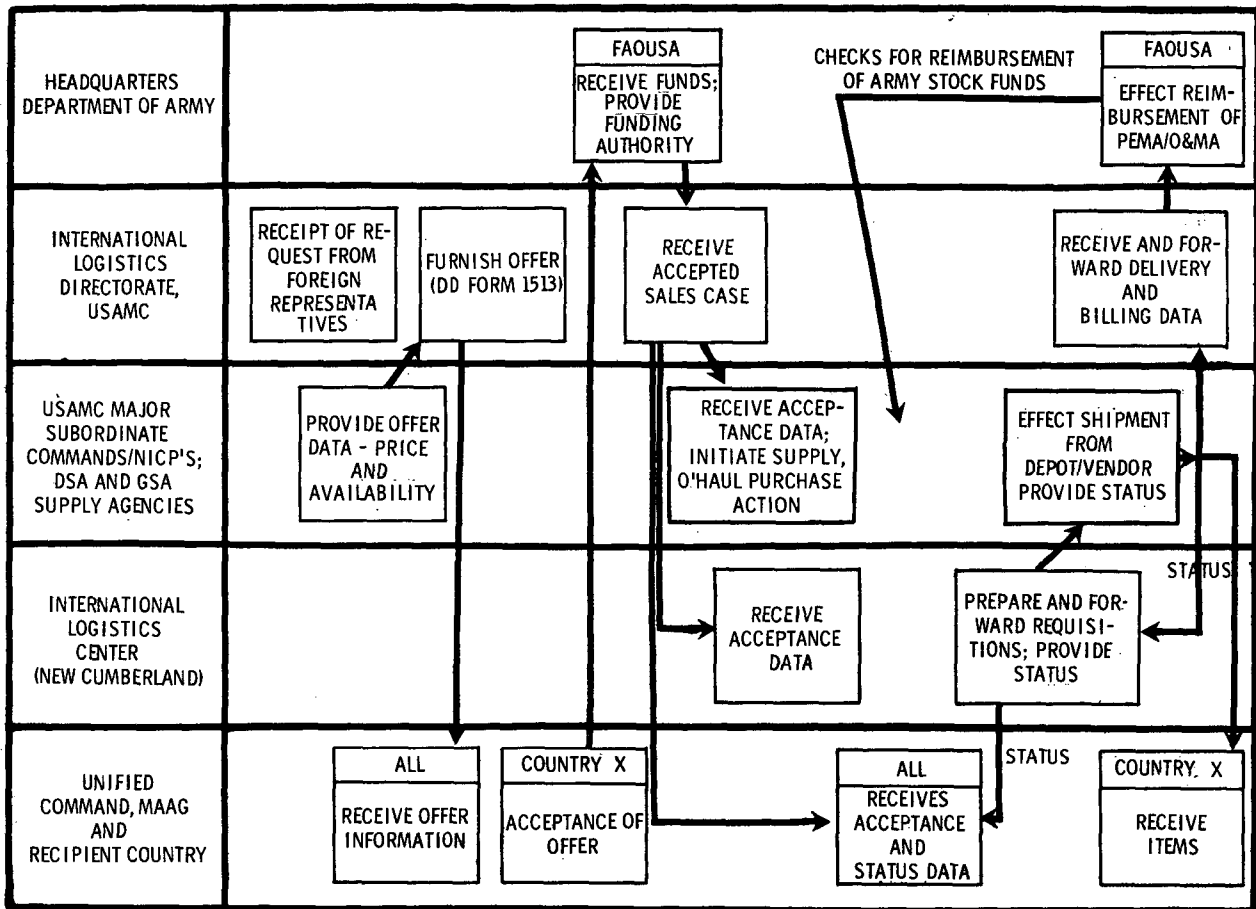 HEADQUARTERS
DEPARTMENT OF ARMY
FAOUSA
RECEIVE FUNDS;
PROVIDE
FUNDING
AUTHORITY
CHECKS FOR REIMBURSEMENT
OF ARMY STOCK FUNDS
FAOUSA
EFFECT REIM-
BURSEMENT OF
PEMA/O&MA
INTERNATIONAL
LOGISTICS
DIRECTORATE,
USAMC
RECEIPT OF RE-
QUEST FROM
FOREIGN
REPRESENTA
TIVES
FURNISH OFFER
(DD FORM 1513)
RECEIVE
ACCEPTED
SALES CASE
RECEIVE AND FOR-
WARD DELIVERY
AND
BILLING DATA
USAMC MAJOR
SUBORDINATE
COMMANDS/NICP'S;
DSA AND GSA
SUPPLY AGENCIES
PROVIDE OFFER
DATA - PRICE
AND
AVAILABILITY
RECEIVE ACCEP-
TANCE DATA;
INITIATE SUPPLY,
O'HAUL PURCHASE
ACTION
EFFECT SHIPMENT
FROM
DEPOT/VENDOR
PROVIDE STATUS
INTERNATIONAL
LOGISTICS
CENTER
(NEW CUMBERLAND)
RECEIVE
ACCEPTANCE
DATA
PREPARE AND FOR-
WARD REQUISI-
TIONS; PROVIDE
STATUS
STATUS
UNIFIED
COMMAND, MAAG
AND
RECIPIENT COUNTRY
ALL
RECEIVE OFFER
INFORMATION
COUNTRY X
ACCEPTANCE OF
OFFER
ALL
RECEIVES
ACCEPTANCE
AND
STATUS DATA
STATUS
COUNTRY X
RECEIVE
ITEMS